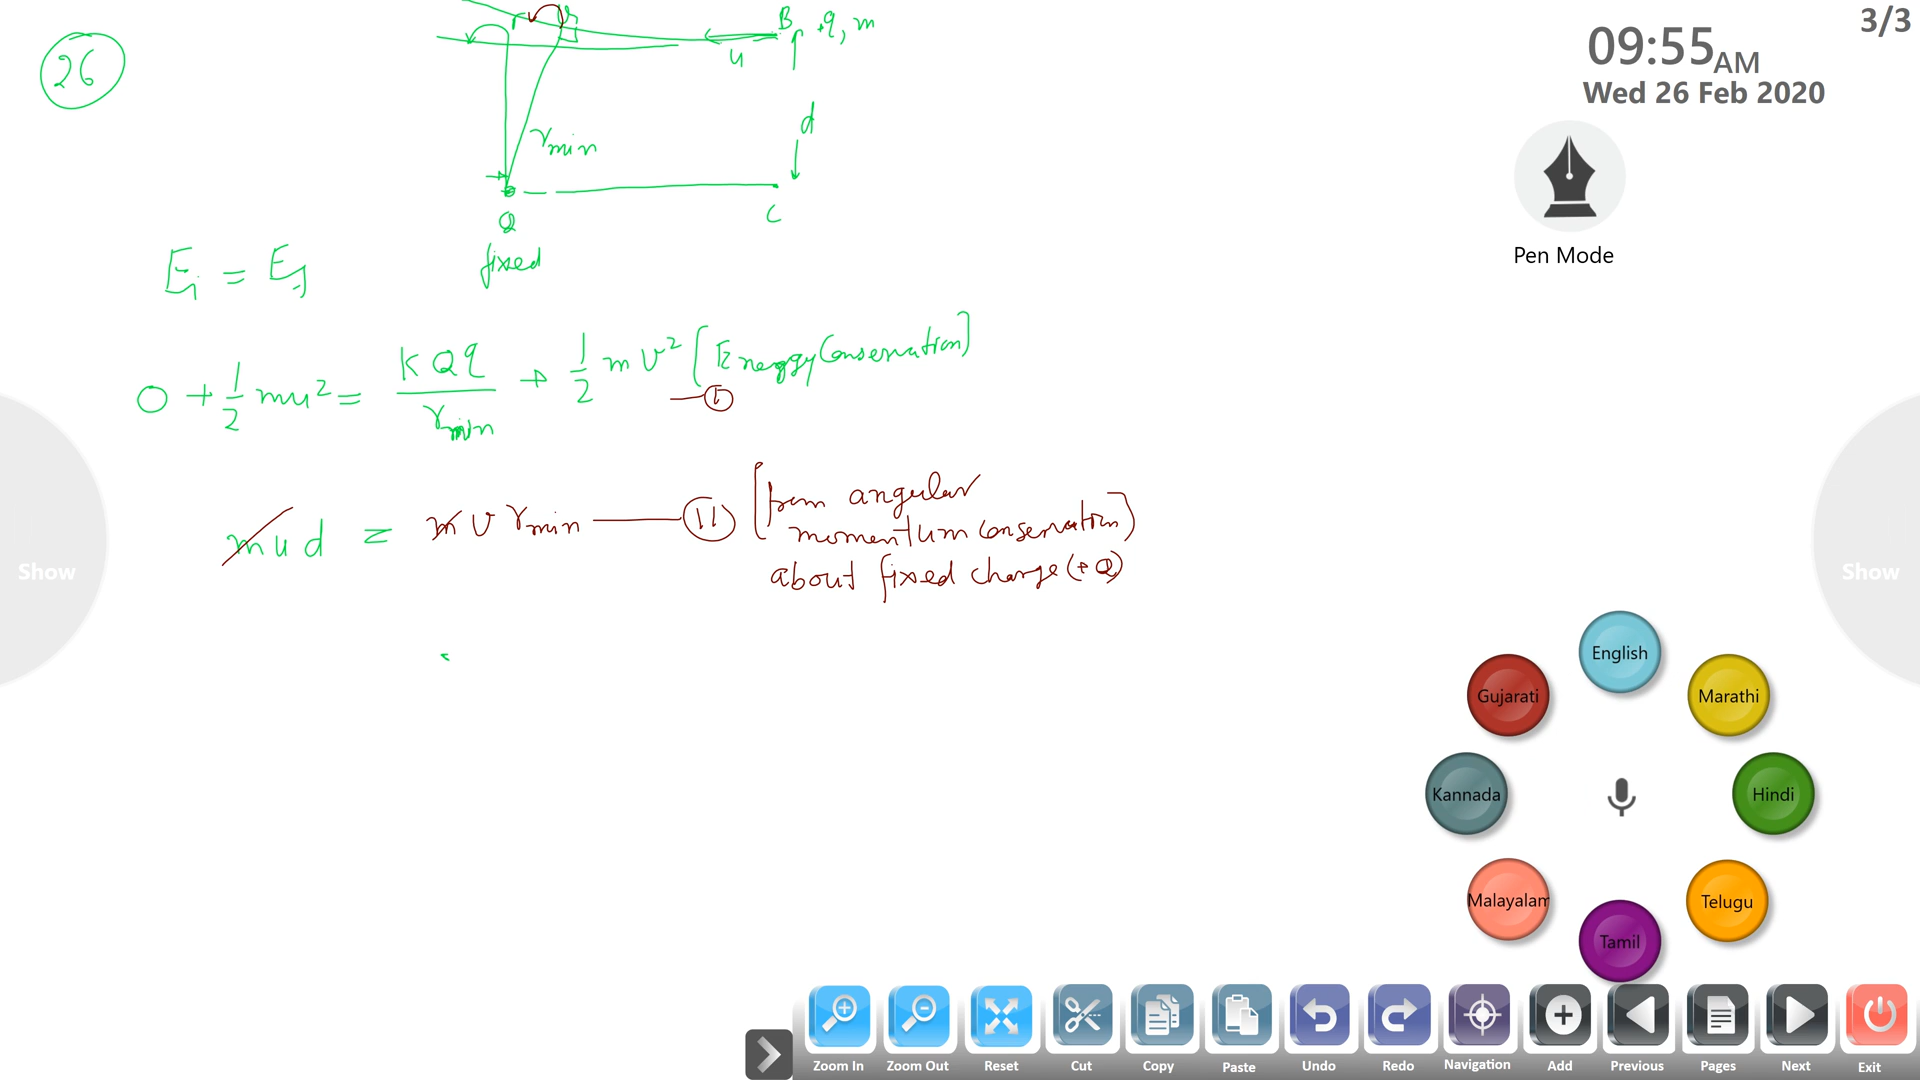 3/3
09:55 AM
Wed 26 Feb 2020
Pen Mode
26
B +q, m
u
d
rmin
Q
C
fixed
Ei = Ef
0 + 1/2 mu² = KQq/rmin + 1/2 mv² [Energgy Conservation]
I
mud = mv rmin — II [from angular
momentum conservation]
about fixed charge (+Q)
Show
Show
English
Gujarati
Marathi
Kannada
Hindi
Malayalam
Telugu
Tamil
Zoom In
Zoom Out
Reset
Cut
Copy
Paste
Undo
Redo
Navigation
Add
Previous
Pages
Next
Exit